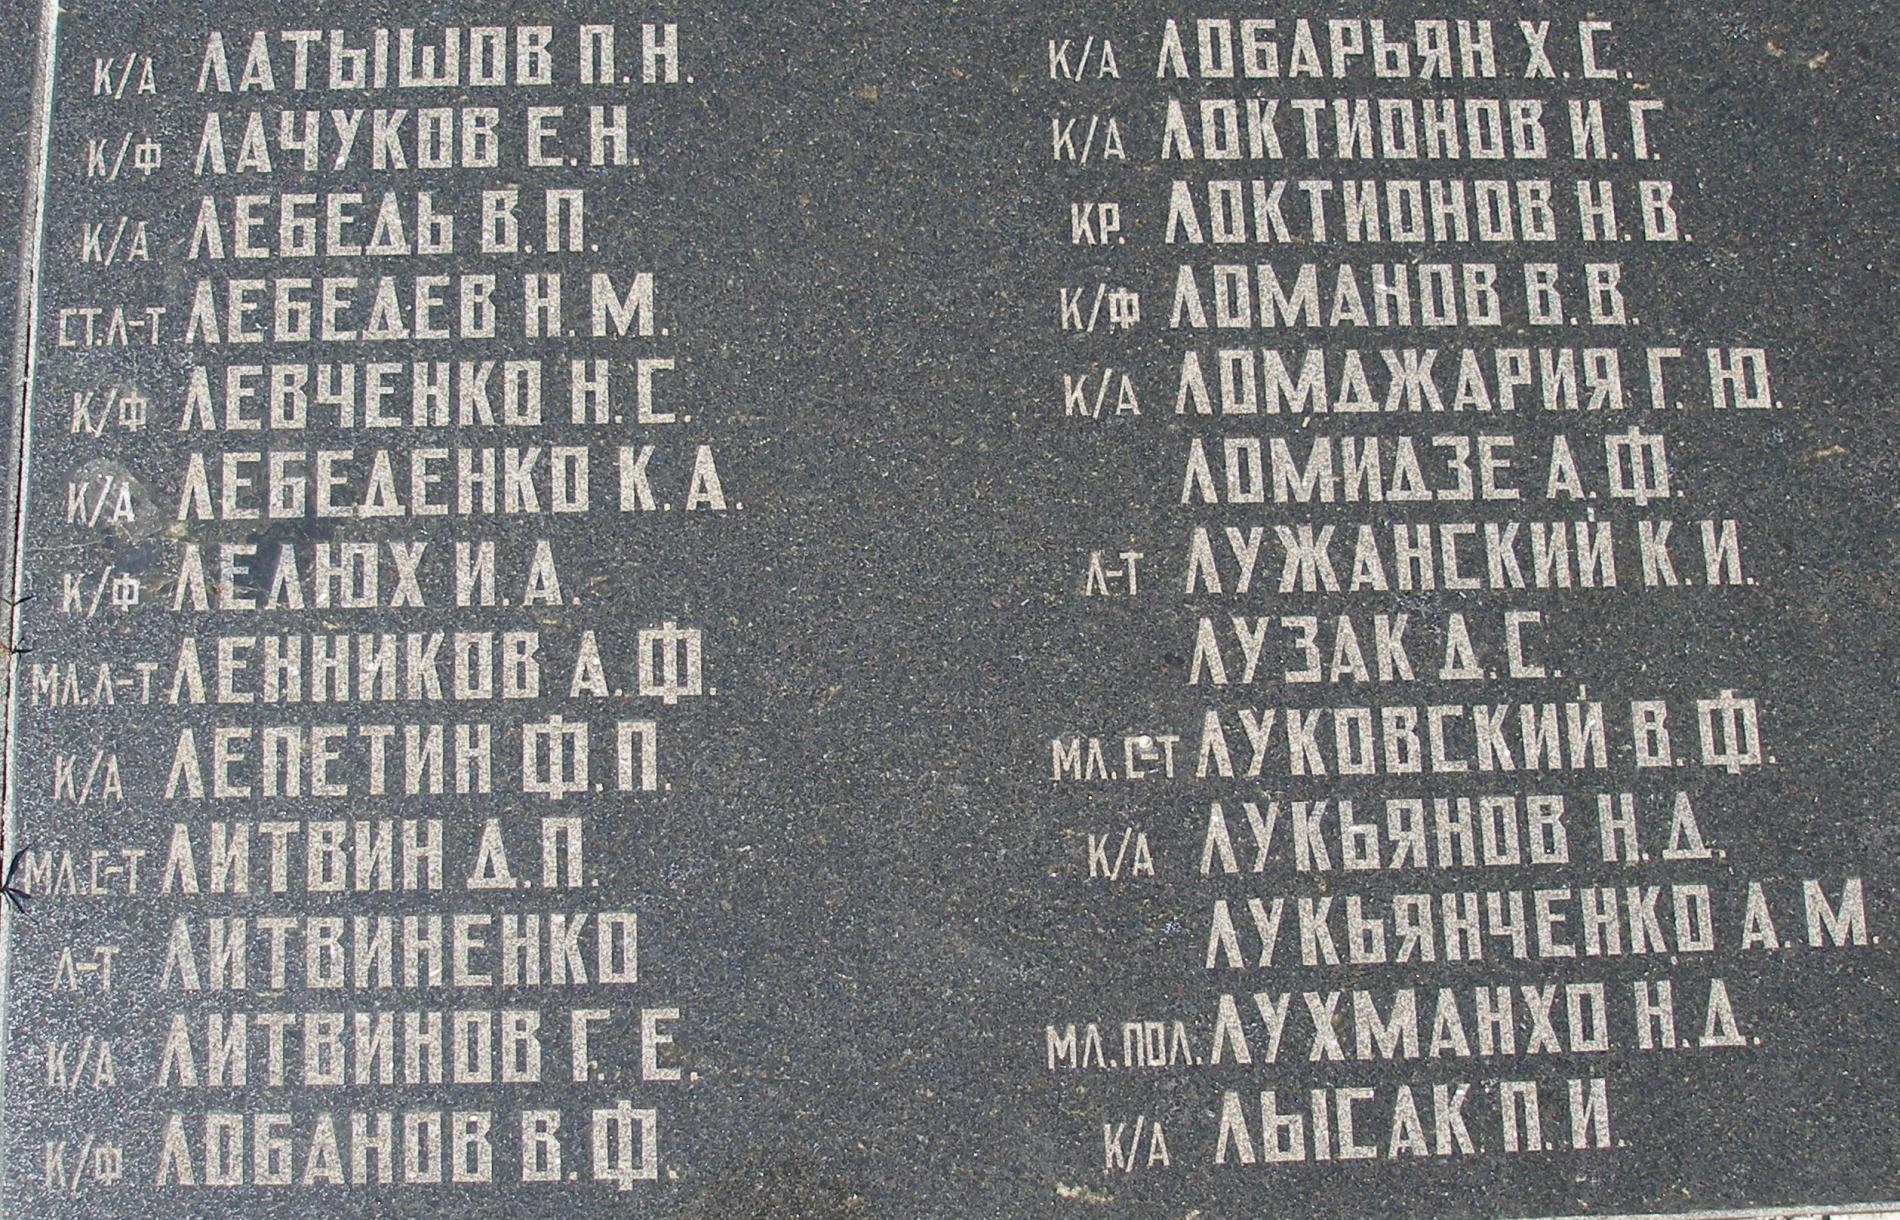 К/А ЛАТЫШОВ П.Н.
К/Ф ЛАЧУКОВ Е.Н.
К/А ЛЕБЕДЬ В.П.
СТ.Л-Т ЛЕБЕДЕВ Н.М.
К/Ф ЛЕВЧЕНКО Н.С.
К/А ЛЕБЕДЕНКО К.А.
К/Ф ЛЕЛЮХ И.А.
МЛ.Л-Т ЛЕННИКОВ А.Ф.
К/А ЛЕПЕТИН Ф.П.
МЛ.С-Т ЛИТВИН Д.П.
Л-Т ЛИТВИНЕНКО
К/А ЛИТВИНОВ Г.Е.
К/Ф ЛОБАНОВ В.Ф.
К/А ЛОБАРЬЯН Х.С.
К/А ЛОКТИОНОВ И.Г.
КР. ЛОКТИОНОВ Н.В.
К/Ф ЛОМАНОВ В.В.
К/А ЛОМДЖАРИЯ Г.Ю.
ЛОМИДЗЕ А.Ф.
Л-Т ЛУЖАНСКИЙ К.И.
ЛУЗАК Д.С.
МЛ.С-Т ЛУКОВСКИЙ В.Ф.
К/А ЛУКЬЯНОВ Н.Д.
ЛУКЬЯНЧЕНКО А.М.
МЛ.ПОЛ. ЛУХМАНХО Н.Д.
К/А ЛЫСАК П.И.